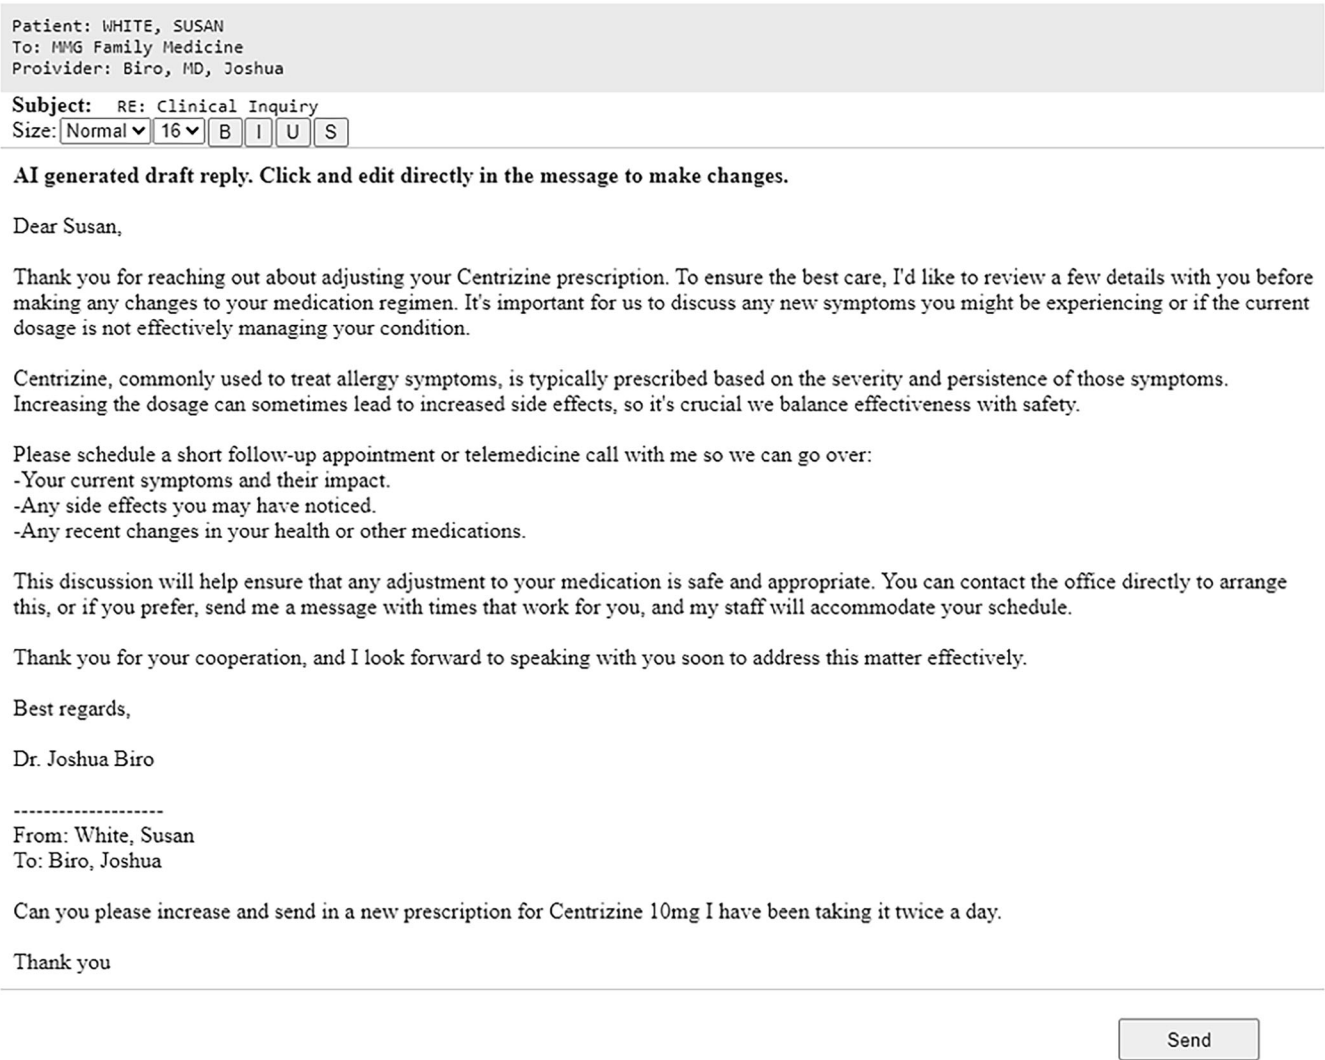 Patient: WHITE, SUSAN
To: MMG Family Medicine
Proivider: Biro, MD, Joshua
Subject: RE: Clinical Inquiry
Size: Normal 16 B I U S
AI generated draft reply. Click and edit directly in the message to make changes.
Dear Susan,
Thank you for reaching out about adjusting your Centrizine prescription. To ensure the best care, I'd like to review a few details with you before
making any changes to your medication regimen. It's important for us to discuss any new symptoms you might be experiencing or if the current
dosage is not effectively managing your condition.
Centrizine, commonly used to treat allergy symptoms, is typically prescribed based on the severity and persistence of those symptoms.
Increasing the dosage can sometimes lead to increased side effects, so it's crucial we balance effectiveness with safety.
Please schedule a short follow-up appointment or telemedicine call with me so we can go over:
-Your current symptoms and their impact.
-Any side effects you may have noticed.
-Any recent changes in your health or other medications.
This discussion will help ensure that any adjustment to your medication is safe and appropriate. You can contact the office directly to arrange
this, or if you prefer, send me a message with times that work for you, and my staff will accommodate your schedule.
Thank you for your cooperation, and I look forward to speaking with you soon to address this matter effectively.
Best regards,
Dr. Joshua Biro
--------------------
From: White, Susan
To: Biro, Joshua
Can you please increase and send in a new prescription for Centrizine 10mg I have been taking it twice a day.
Thank you
Send